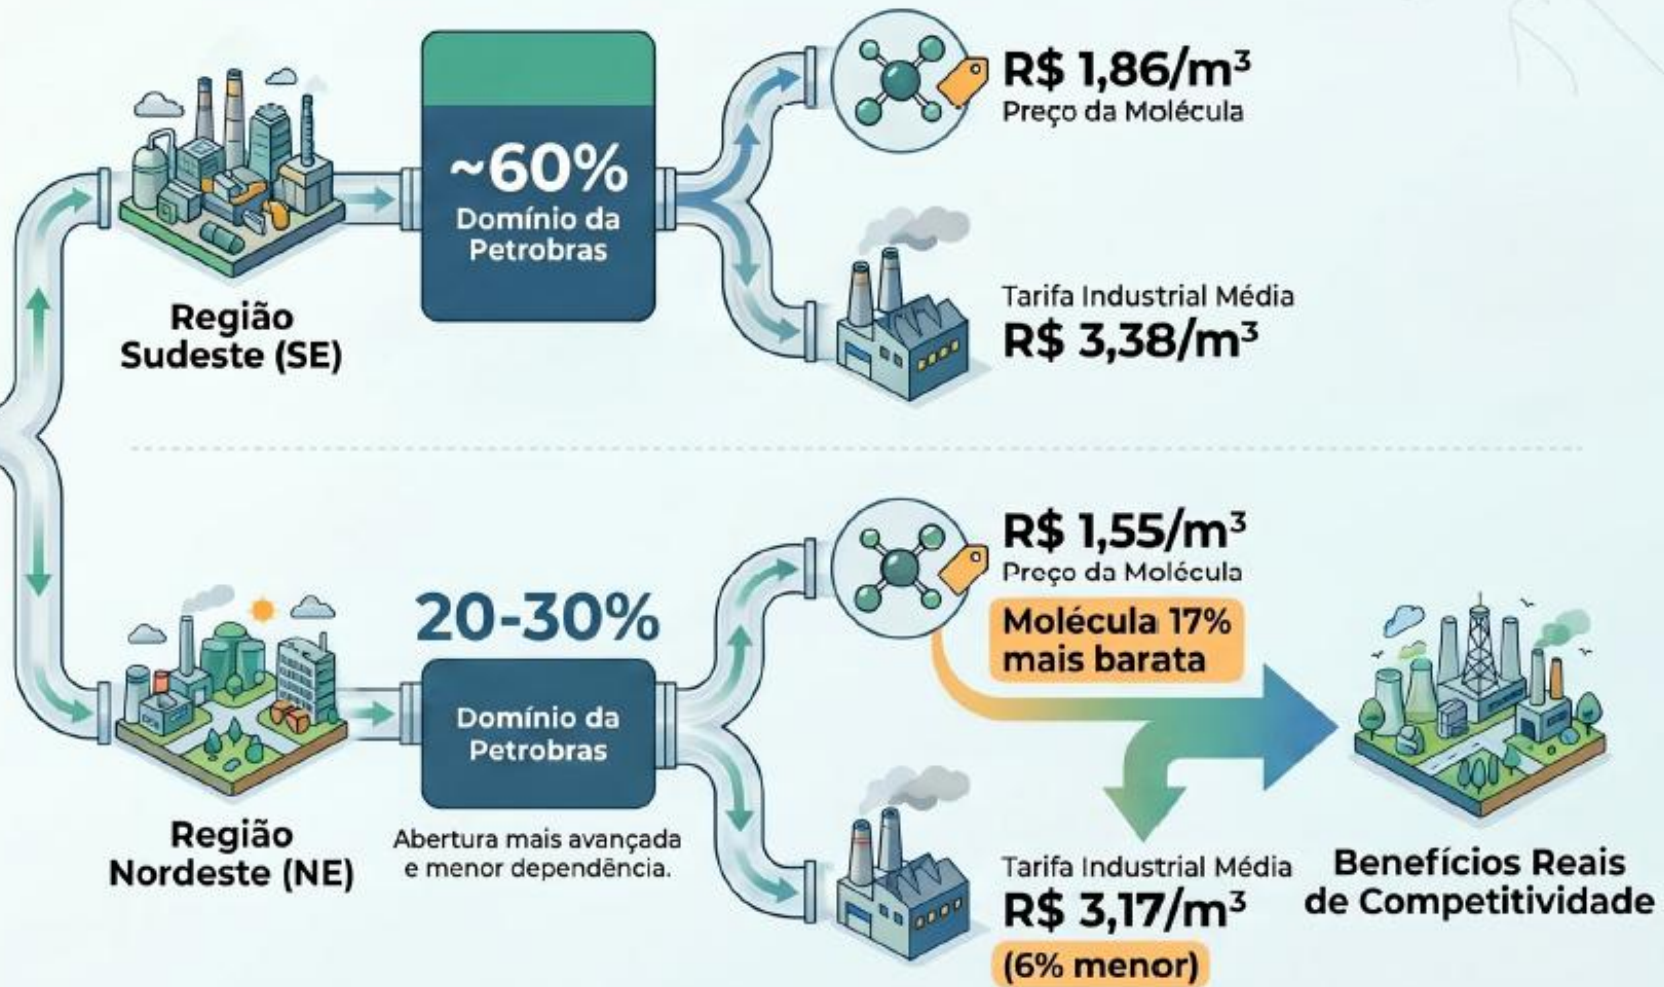 R$ 1,86/m³
Preço da Molécula
~60%
Domínio da
Petrobras
Região
Sudeste (SE)
Tarifa Industrial Média
R$ 3,38/m³
R$ 1,55/m³
Preço da Molécula
Molécula 17%
mais barata
20-30%
Domínio da
Petrobras
Região
Nordeste (NE)
Abertura mais avançada
e menor dependência.
Tarifa Industrial Média
R$ 3,17/m³
(6% menor)
Benefícios Reais
de Competitividade